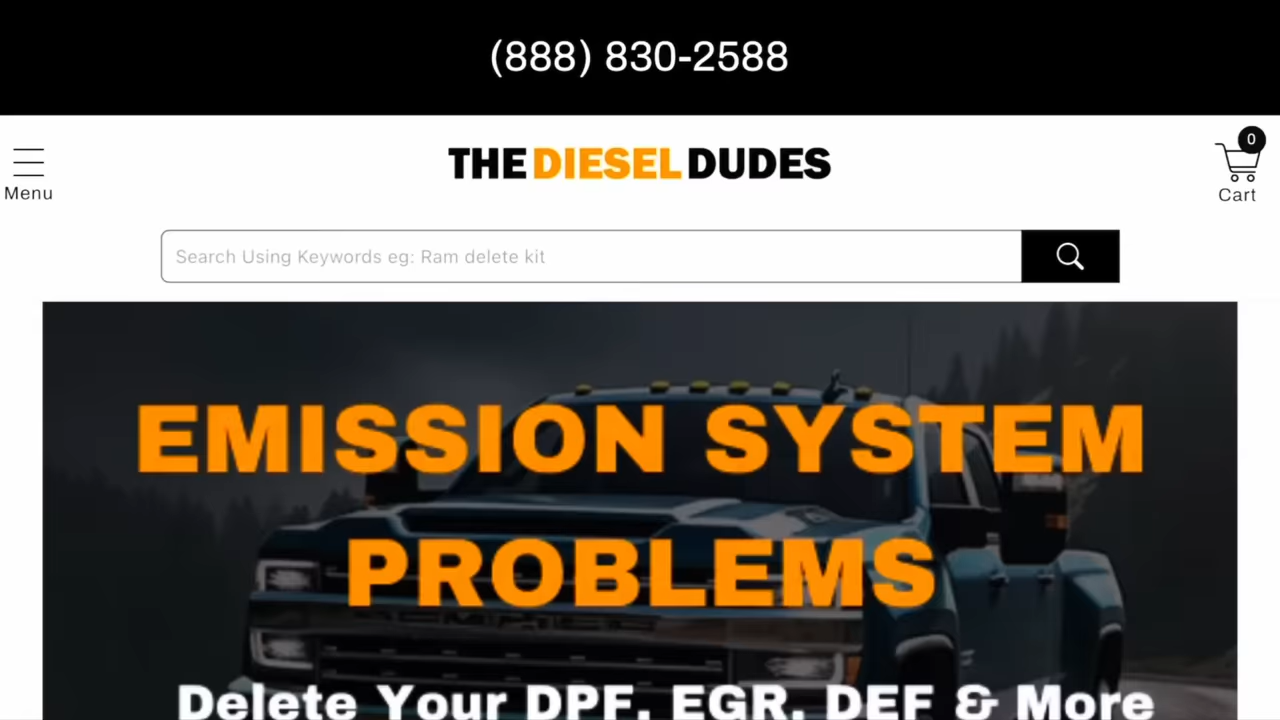 (888) 830-2588
0
Menu
THE DIESEL DUDES
Cart
Search Using Keywords eg: Ram delete kit
EMISSION SYSTEM
PROBLEMS
Delete Your DPF, EGR, DEF & More